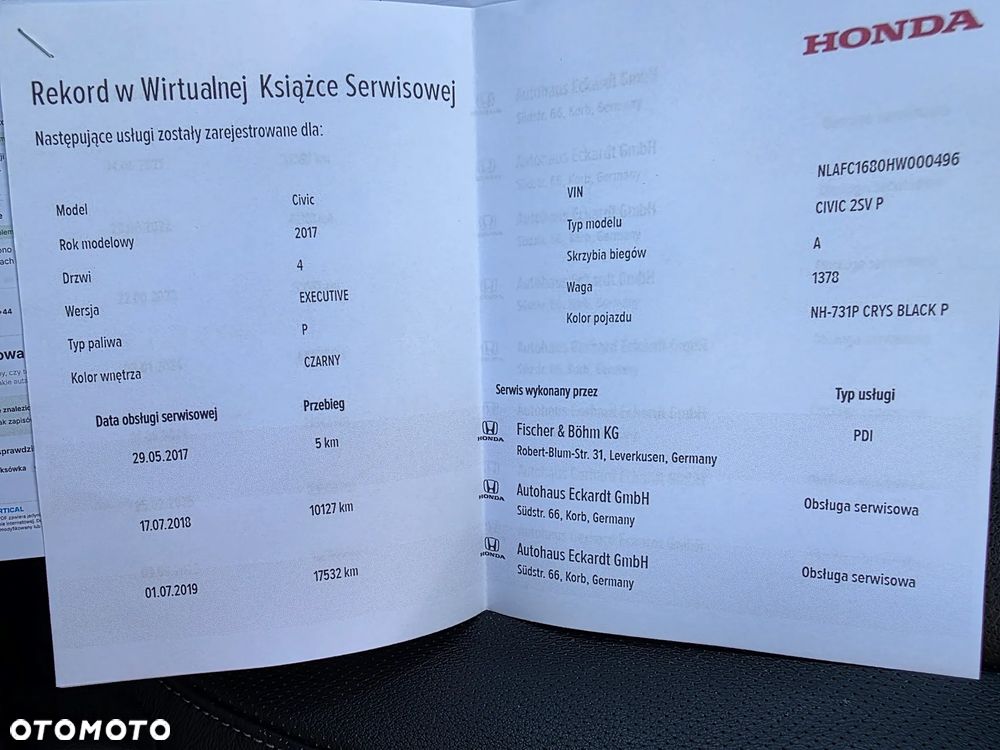 HONDA
Rekord w Wirtualnej Książce Serwisowej
Następujące usługi zostały zarejestrowane dla:
Model Civic
Rok modelowy 2017
Drzwi 4
Wersja EXECUTIVE
Typ paliwa P
Kolor wnętrza CZARNY
VIN NLAFC1680HW000496
Typ modelu CIVIC 2SV P
Skrzybia biegów A
Waga 1378
Kolor pojazdu NH-731P CRYS BLACK P
Data obsługi serwisowej Przebieg Serwis wykonany przez Typ usługi
29.05.2017 5 km HONDA Fischer & Böhm KG PDI
Robert-Blum-Str. 31, Leverkusen, Germany
17.07.2018 10127 km HONDA Autohaus Eckardt GmbH Obsługa serwisowa
Südstr. 66, Korb, Germany
01.07.2019 17532 km HONDA Autohaus Eckardt GmbH Obsługa serwisowa
Südstr. 66, Korb, Germany
OTOMOTO